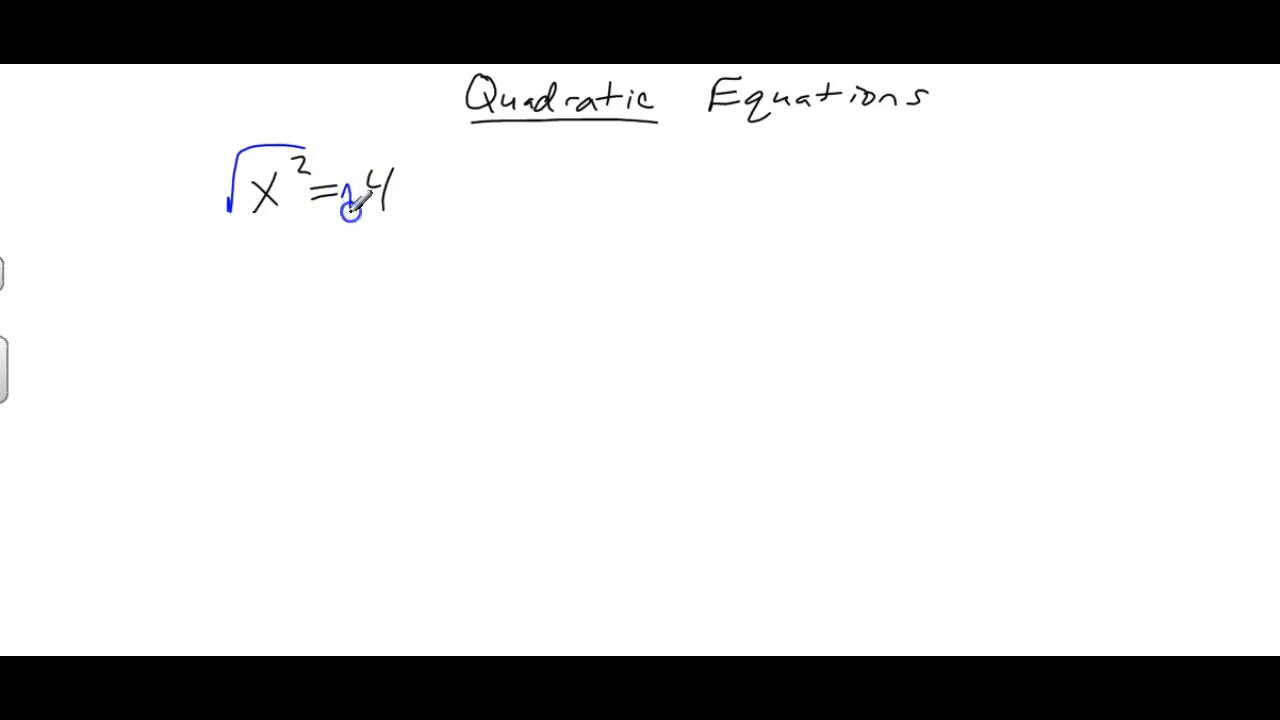 Quadratic Equations
√x² = 4